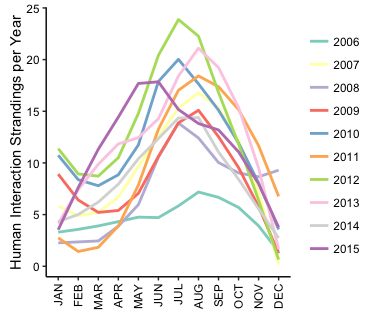 Human Interaction Strandings per Year
25
20
15
10
5
0
JAN
FEB
MAR
APR
MAY
JUN
JUL
AUG
SEP
OCT
NOV
DEC
2006
2007
2008
2009
2010
2011
2012
2013
2014
2015